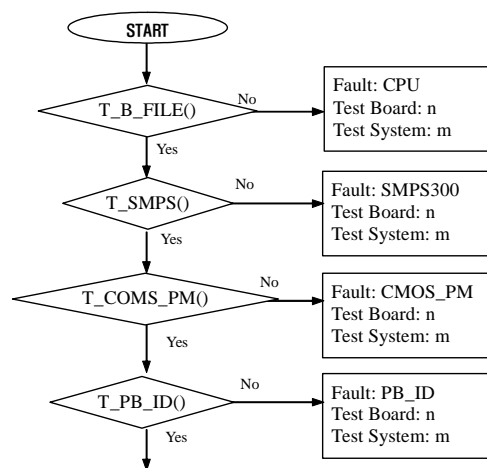 START
T_B_FILE()
No
Fault: CPU
Test Board: n
Test System: m
Yes
T_SMPS()
No
Fault: SMPS300
Test Board: n
Test System: m
Yes
T_COMS_PM()
No
Fault: CMOS_PM
Test Board: n
Test System: m
Yes
T_PB_ID()
No
Fault: PB_ID
Test Board: n
Test System: m
Yes